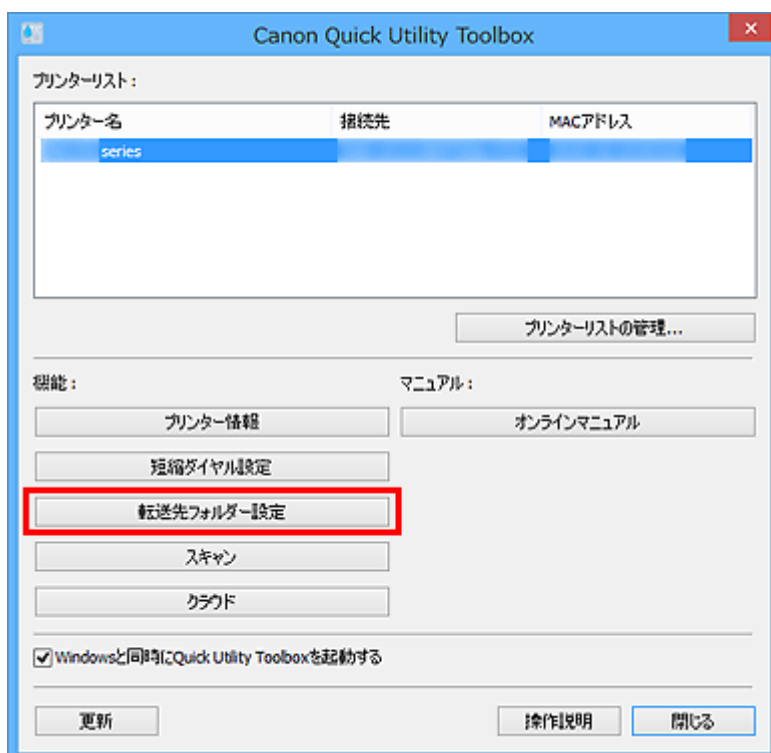 Canon Quick Utility Toolbox
プリンターリスト：
プリンター名 接続先 MACアドレス
series
プリンターリストの管理...
機能： マニュアル：
プリンター情報 オンラインマニュアル
短縮ダイヤル設定
転送先フォルダー設定
スキャン
クラウド
Windowsと同時にQuick Utility Toolboxを起動する
更新 操作説明 閉じる